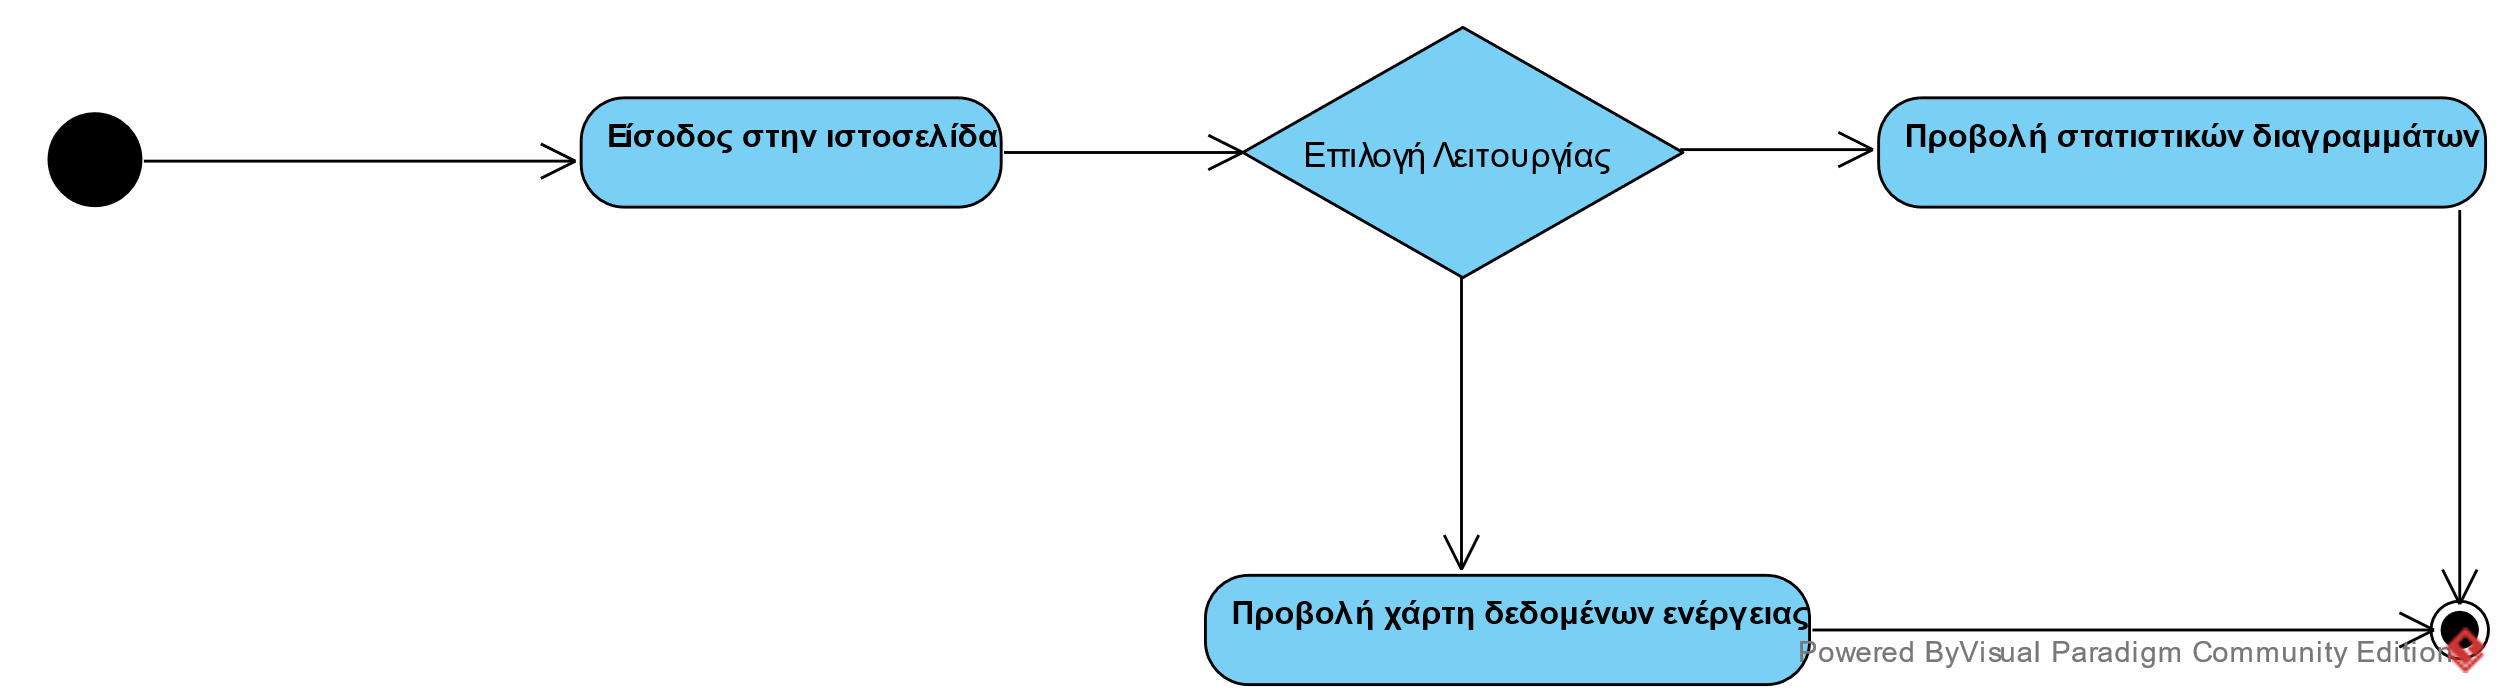 Είσοδος στην ιστοσελίδα
Επιλογή Λειτουργίας
Προβολή στατιστικών διαγραμμάτων
Προβολή χάρτη δεδομένων ενέργειας
Powered ByVisual Paradigm Community Edition